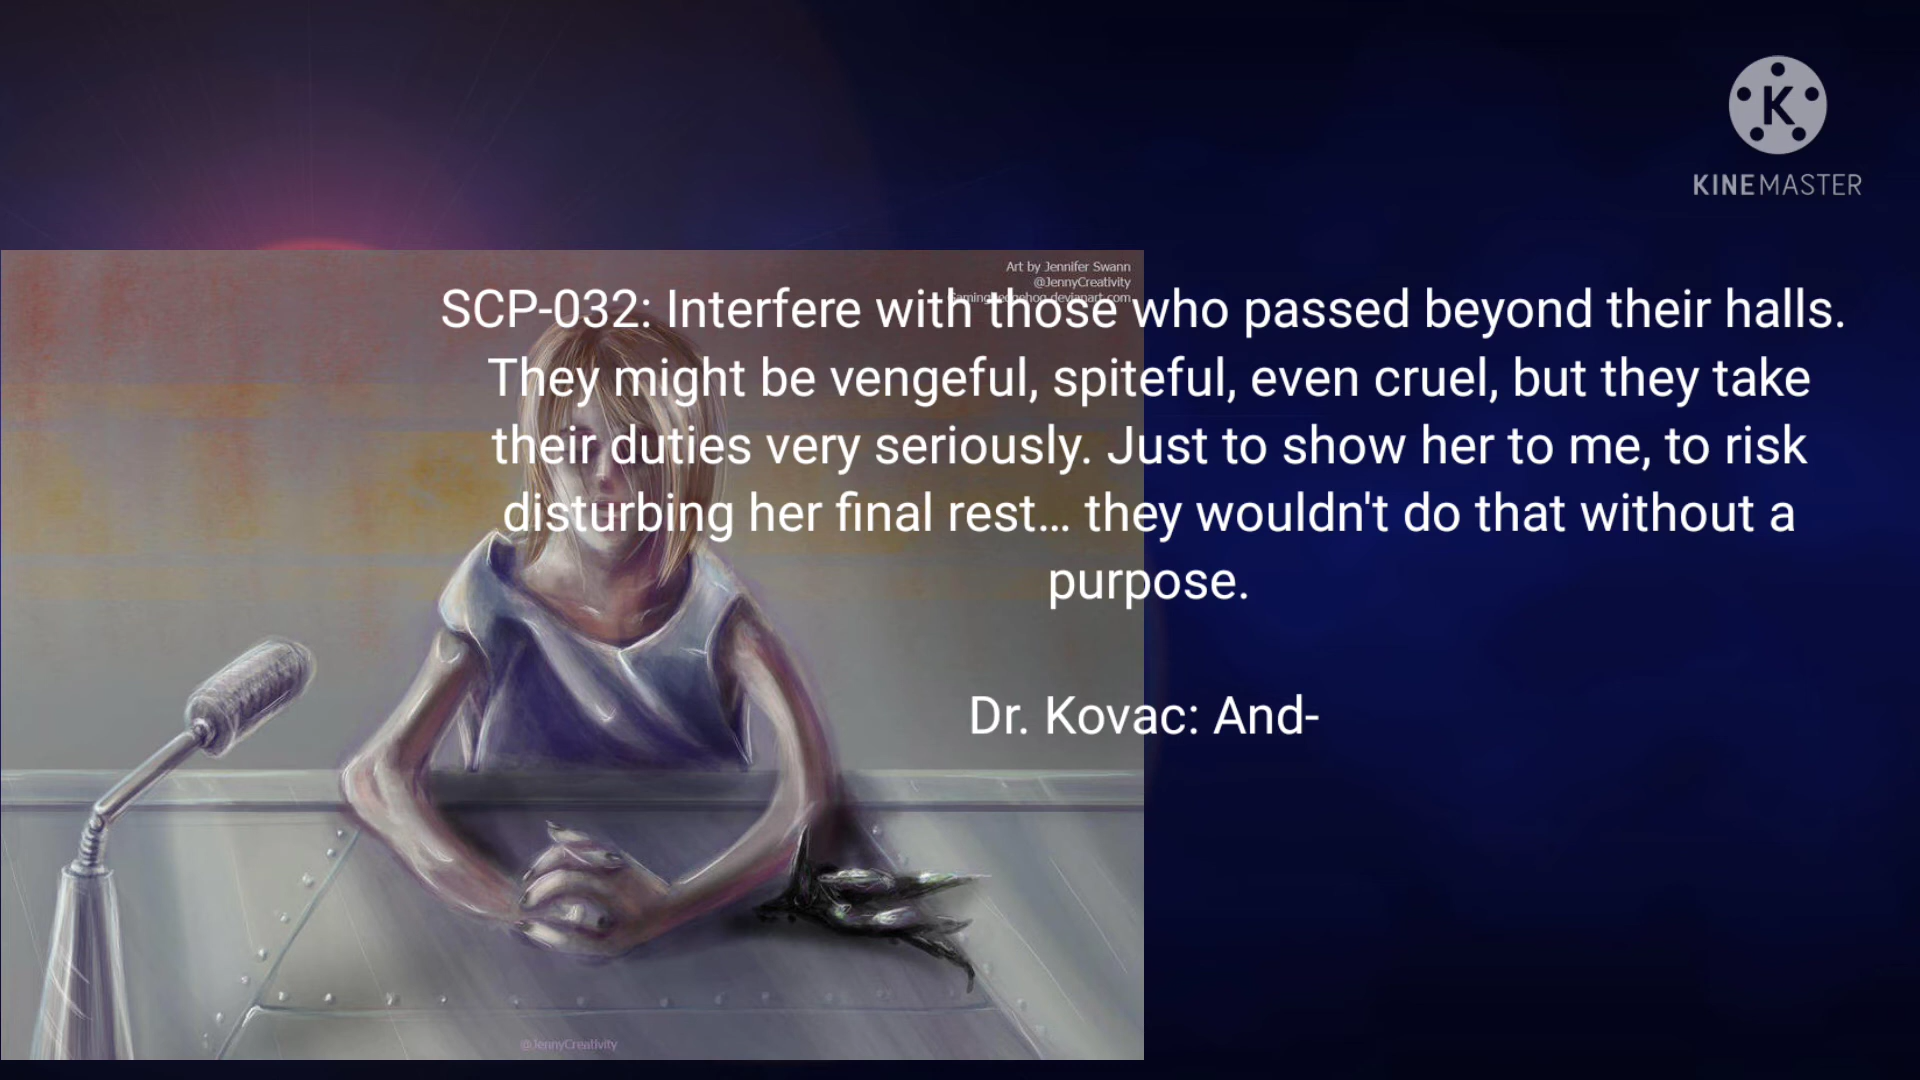 KINEMASTER
Art by Jennifer Swann
@JennyCreativity
SCP-032: Interfere with those who passed beyond their halls.
They might be vengeful, spiteful, even cruel, but they take
their duties very seriously. Just to show her to me, to risk
disturbing her final rest... they wouldn't do that without a
purpose.
Dr. Kovac: And-
@JennyCreativity